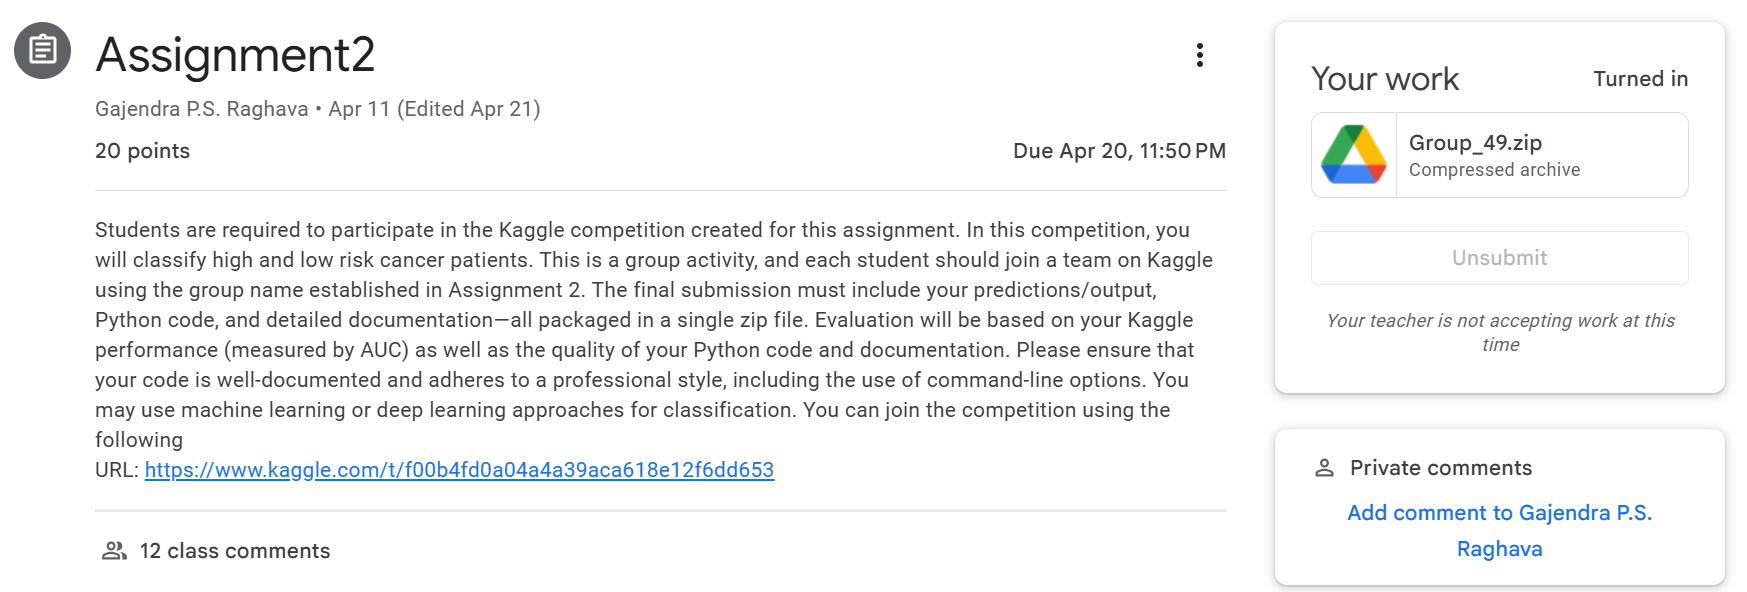 Assignment2
Gajendra P.S. Raghava • Apr 11 (Edited Apr 21)
20 points
Due Apr 20, 11:50 PM
Students are required to participate in the Kaggle competition created for this assignment. In this competition, you
will classify high and low risk cancer patients. This is a group activity, and each student should join a team on Kaggle
using the group name established in Assignment 2. The final submission must include your predictions/output,
Python code, and detailed documentation—all packaged in a single zip file. Evaluation will be based on your Kaggle
performance (measured by AUC) as well as the quality of your Python code and documentation. Please ensure that
your code is well-documented and adheres to a professional style, including the use of command-line options. You
may use machine learning or deep learning approaches for classification. You can join the competition using the
following
URL: https://www.kaggle.com/t/f00b4fd0a04a4a39aca618e12f6dd653
12 class comments
Your work
Turned in
Group_49.zip
Compressed archive
Unsubmit
Your teacher is not accepting work at this
time
Private comments
Add comment to Gajendra P.S.
Raghava